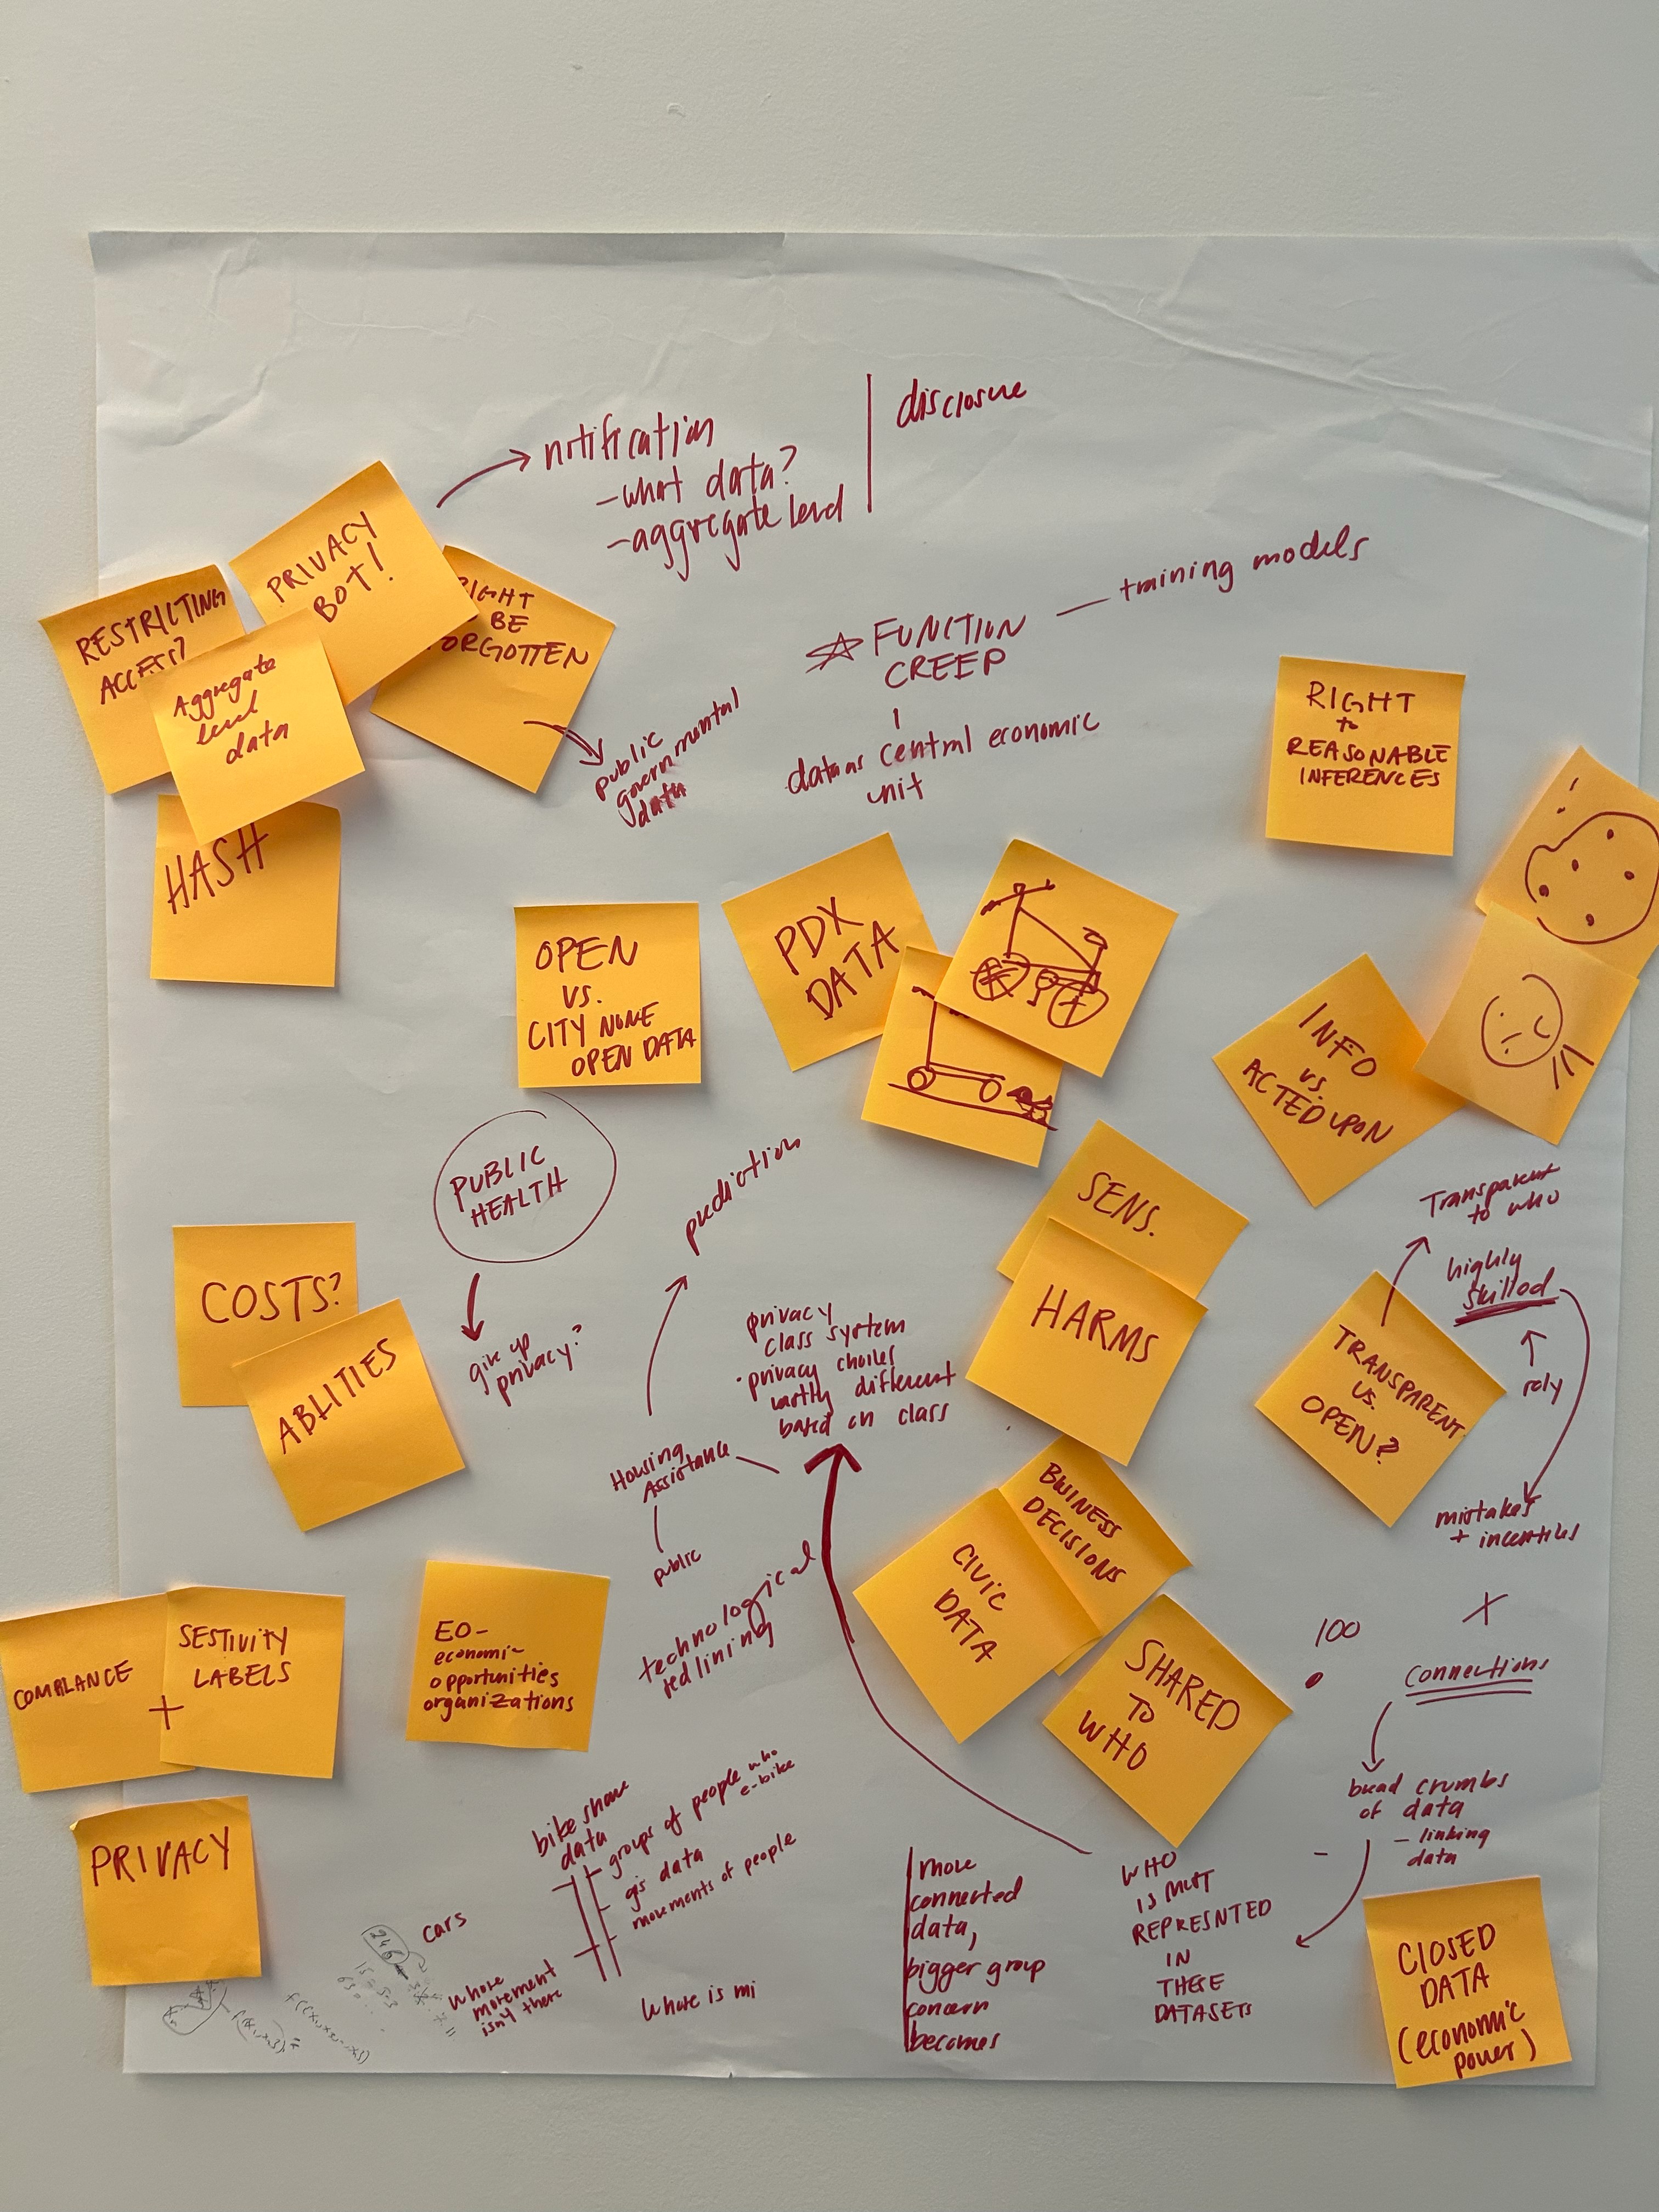 notification
- what data?
- aggregate level
disclosure
RESTRICTING
ACCESS?
PRIVACY
BOT!
RIGHT
BE
FORGOTTEN
Aggregate
level
data
HASH
public
governmental
data
FUNCTION
CREEP
training models
data as central economic
unit
RIGHT
to
REASONABLE
INFERENCES
OPEN
VS.
CITY NONE
OPEN DATA
PDX
DATA
INFO
vs.
ACTED UPON
PUBLIC
HEALTH
give up
privacy?
prediction
SENS.
HARMS
Transparent
to who
highly
skilled
rely
TRANSPARENT
VS.
OPEN?
mistakes
+ incentives
COSTS?
ABLITIES
privacy
class system
• privacy choices
vastly different
based on class
Housing
Assistance
public
technological
redlining
BUSINESS
DECISIONS
CIVIC
DATA
SHARED
TO
WHO
COMPLANCE
+
SESTIVITY
LABELS
EO-
economic
opportunities
organizations
PRIVACY
100
+
connections
bread crumbs
of data
- linking
data
bike share
data
groups of people who
e-bike
gis data
movements of people
cars
whose
movement
isn't there
Whose is mi
more
connected
data,
bigger group
concern
becomes
WHO
IS MOST
REPRESNTED
IN
THESE
DATASETS
CLOSED
DATA
(economic
power)
246